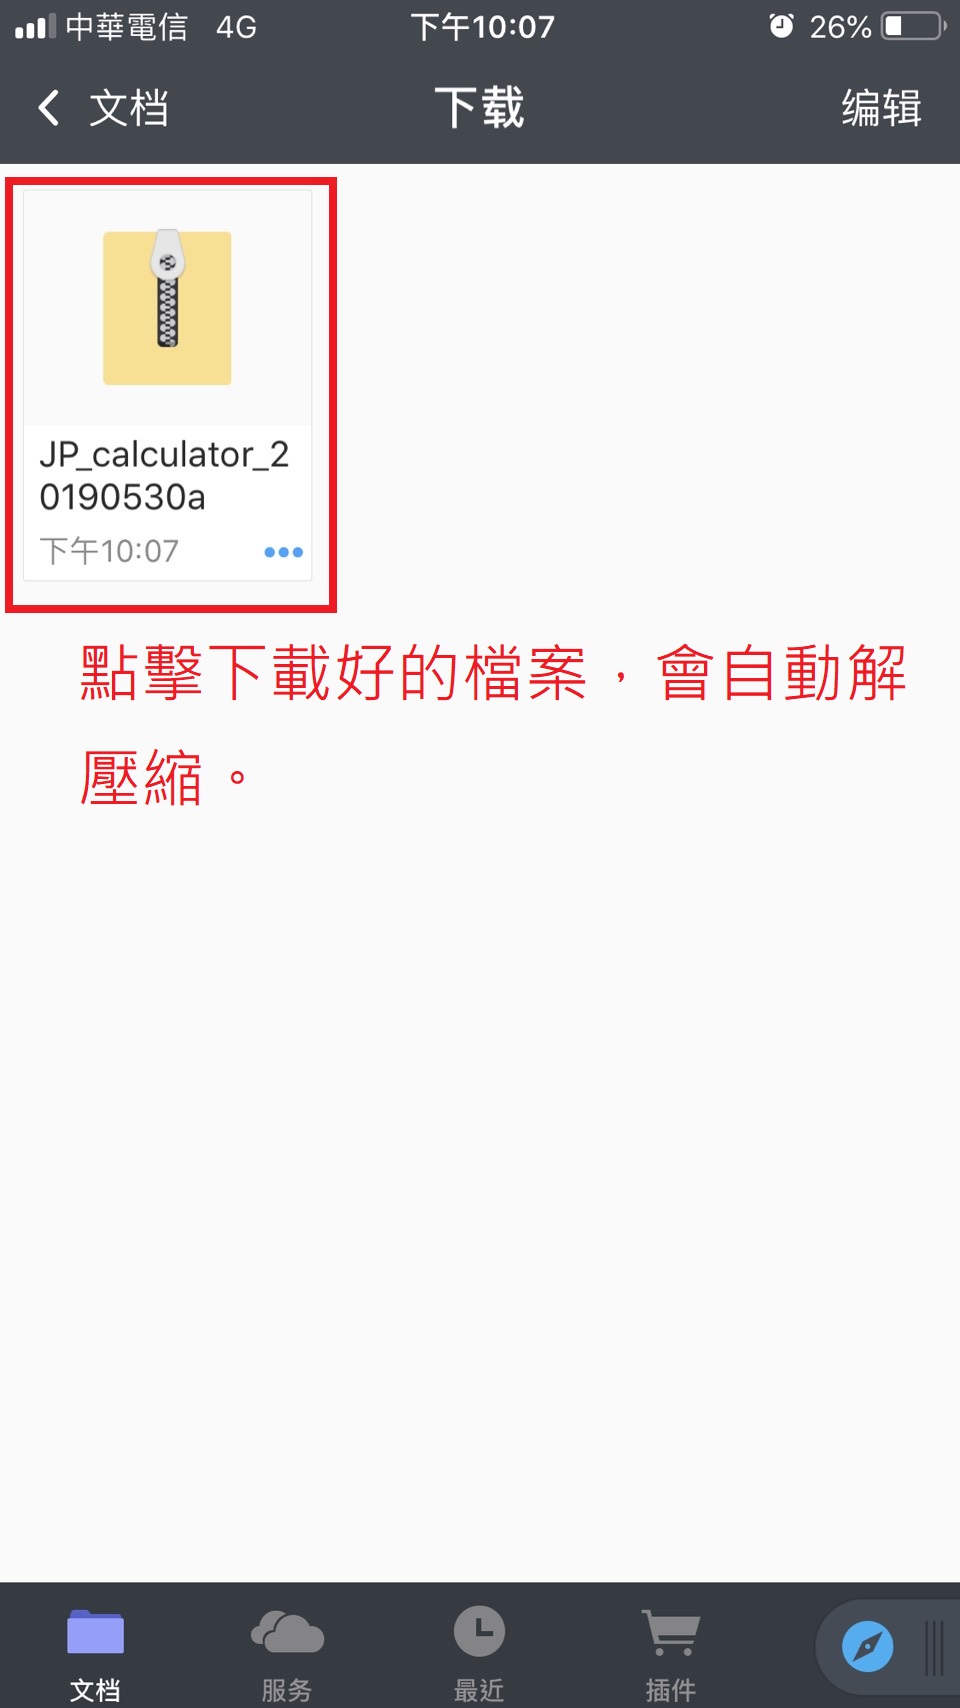 中華電信 4G 下午10:07 26%
文档 下载 编辑
JP_calculator_2
0190530a
下午10:07
點擊下載好的檔案，會自動解
壓縮。
文档 服务 最近 插件